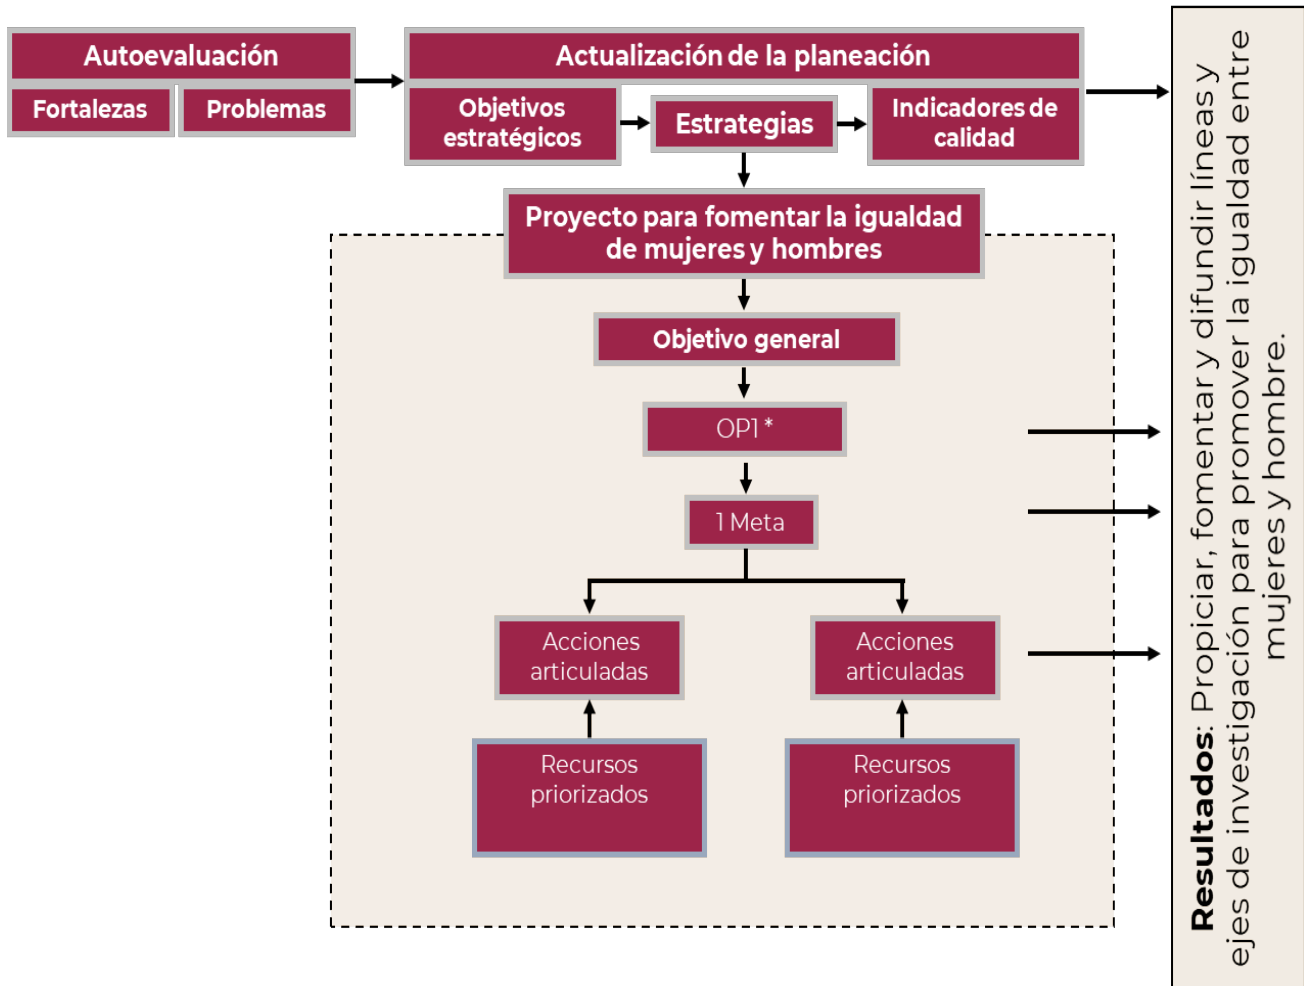 Autoevaluación
Fortalezas
Problemas
Actualización de la planeación
Objetivos
estratégicos
Estrategias
Indicadores de
calidad
Proyecto para fomentar la igualdad
de mujeres y hombres
Objetivo general
OP1 *
1 Meta
Acciones
articuladas
Acciones
articuladas
Recursos
priorizados
Recursos
priorizados
Resultados: Propiciar, fomentar y difundir líneas y
ejes de investigación para promover la igualdad entre
mujeres y hombre.